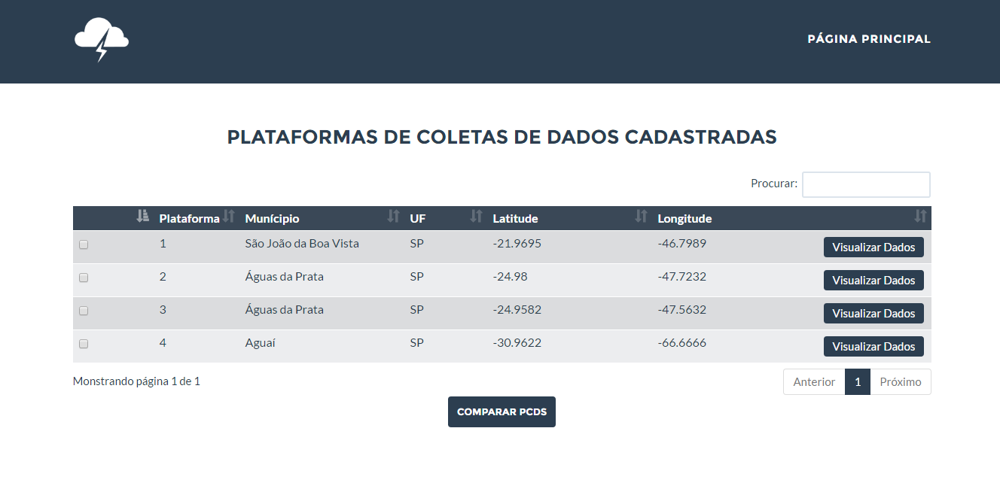 PÁGINA PRINCIPAL
PLATAFORMAS DE COLETAS DE DADOS CADASTRADAS
Procurar:
Plataforma Munícipio UF Latitude Longitude
1 São João da Boa Vista SP -21.9695 -46.7989 Visualizar Dados
2 Águas da Prata SP -24.98 -47.7232 Visualizar Dados
3 Águas da Prata SP -24.9582 -47.5632 Visualizar Dados
4 Aguaí SP -30.9622 -66.6666 Visualizar Dados
Monstrando página 1 de 1 Anterior 1 Próximo
COMPARAR PCDS